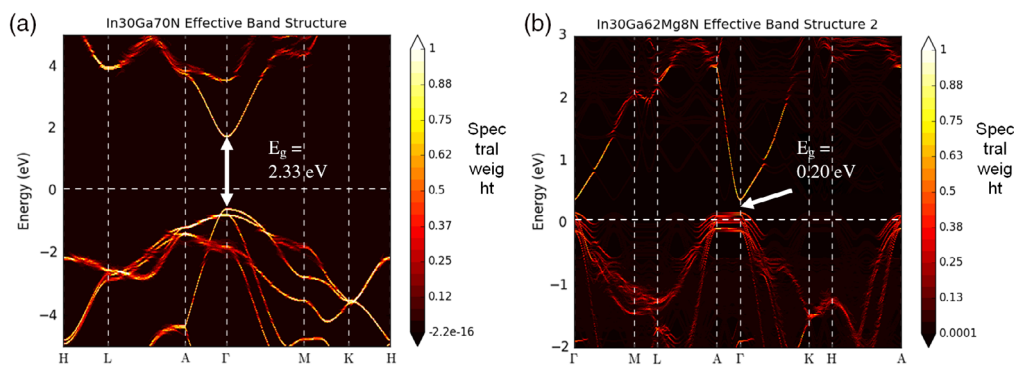 (a)
In30Ga70N Effective Band Structure
Energy (eV)
4
2
0
−2
−4
E_g =
2.33 eV
H L A Γ M K H
1
0.88
0.75
0.62
0.5
0.37
0.25
0.12
-2.2e-16
Spec
tral
weig
ht
(b)
In30Ga62Mg8N Effective Band Structure 2
Energy (eV)
3
2
1
0
−1
−2
E_g =
0.20 eV
Γ M L A Γ K H A
1
0.88
0.75
0.63
0.5
0.38
0.25
0.13
0.0001
Spec
tral
weig
ht